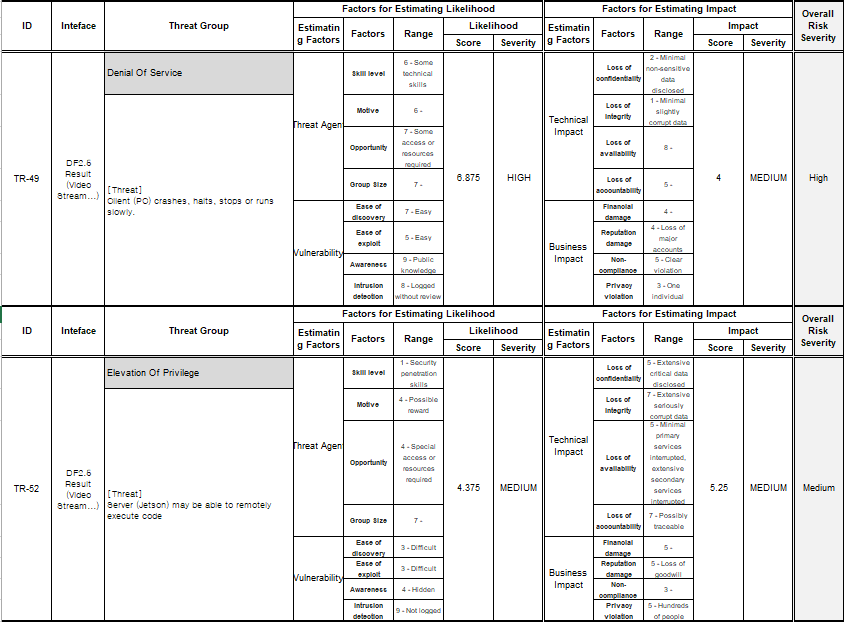 ID
Inteface
Threat Group
Factors for Estimating Likelihood
Factors for Estimating Impact
Overall
Risk
Severity
Estimatin
g Factors
Factors
Range
Likelihood
Score
Severity
Estimatin
g Factors
Factors
Range
Impact
Score
Severity
TR-49
DF2.5
Result
(Video
Stream...)
Denial Of Service
[Threat]
Client (PC) crashes, halts, stops or runs
slowly.
Threat Agen
Skill level
6 - Some
technical
skills
Motive
6 -
Opportunity
7 - Some
access or
resources
required
Group Size
7 -
Vulnerability
Ease of
discovery
7 - Easy
Ease of
exploit
5 - Easy
Awareness
9 - Public
knowledge
Intrusion
detection
8 - Logged
without review
6.875
HIGH
Technical
Impact
Loss of
confidentiality
2 - Minimal
non-sensitive
data
disclosed
Loss of
integrity
1 - Minimal
slightly
corrupt data
Loss of
availability
8 -
Loss of
accountability
5 -
Business
Impact
Financial
damage
4 -
Reputation
damage
4 - Loss of
major
accounts
Non-
compliance
5 - Clear
violation
Privacy
violation
3 - One
individual
4
MEDIUM
High
ID
Inteface
Threat Group
Factors for Estimating Likelihood
Factors for Estimating Impact
Overall
Risk
Severity
Estimatin
g Factors
Factors
Range
Likelihood
Score
Severity
Estimatin
g Factors
Factors
Range
Impact
Score
Severity
TR-52
DF2.5
Result
(Video
Stream...)
Elevation Of Privilege
[Threat]
Server (Jetson) may be able to remotely
execute code
Threat Agen
Skill level
1 - Security
penetration
skills
Motive
4 - Possible
reward
Opportunity
4 - Special
access or
resources
required
Group Size
7 -
Vulnerability
Ease of
discovery
3 - Difficult
Ease of
exploit
3 - Difficult
Awareness
4 - Hidden
Intrusion
detection
9 - Not logged
4.375
MEDIUM
Technical
Impact
Loss of
confidentiality
5 - Extensive
critical data
disclosed
Loss of
integrity
7 - Extensive
seriously
corrupt data
Loss of
availability
5 - Minimal
primary
services
interrupted,
extensive
secondary
services
interrupted
Loss of
accountability
7 - Possibly
traceable
Business
Impact
Financial
damage
5 -
Reputation
damage
5 - Loss of
goodwill
Non-
compliance
3 -
Privacy
violation
5 - Hundreds
of people
5.25
MEDIUM
Medium